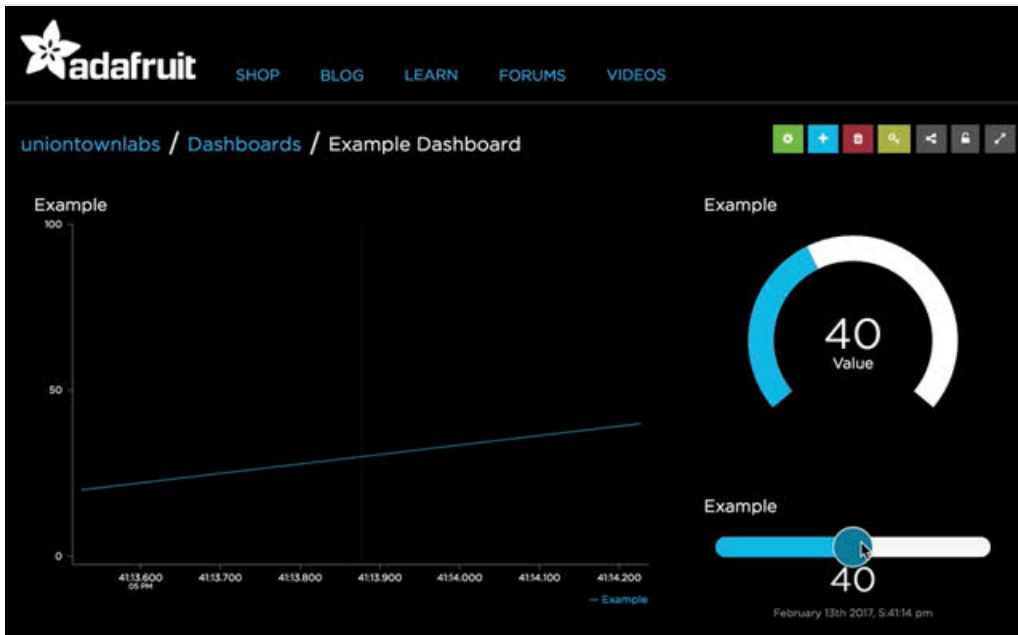 adafruit SHOP BLOG LEARN FORUMS VIDEOS
uniontownlabs / Dashboards / Example Dashboard
Example
100
50
0
41:13.600 41:13.700 41:13.800 41:13.900 41:14.000 41:14.100 41:14.200
05 PM
Example
Example
40
Value
Example
40
February 13th 2017, 5:41:14 pm